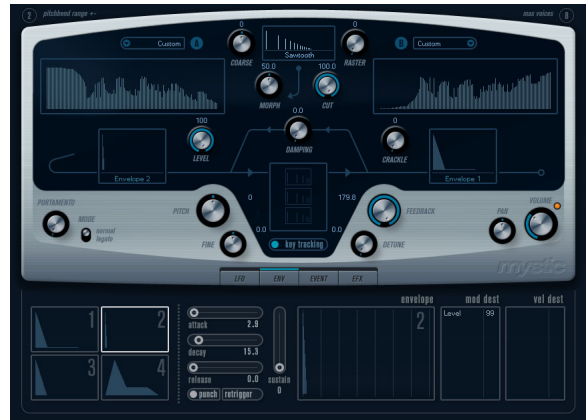 2 pitchbend range +- max voices 8
0 0
Custom A COARSE Sawtooth RASTER B Custom
50.0 100.0
MORPH CUT
100 0.0 0
LEVEL DAMPING CRACKLE
Envelope 2 Envelope 1
PORTAMENTO MODE PITCH 0 179.8 FEEDBACK PAN VOLUME
normal
legato
FINE 0.0 0.0 DETUNE
key tracking
mystic
LFO ENV EVENT EFX
envelope mod dest vel dest
1 2 2 Level 99
attack 2.9
decay 15.3
3 4
release 0.0 sustain
punch retrigger 0